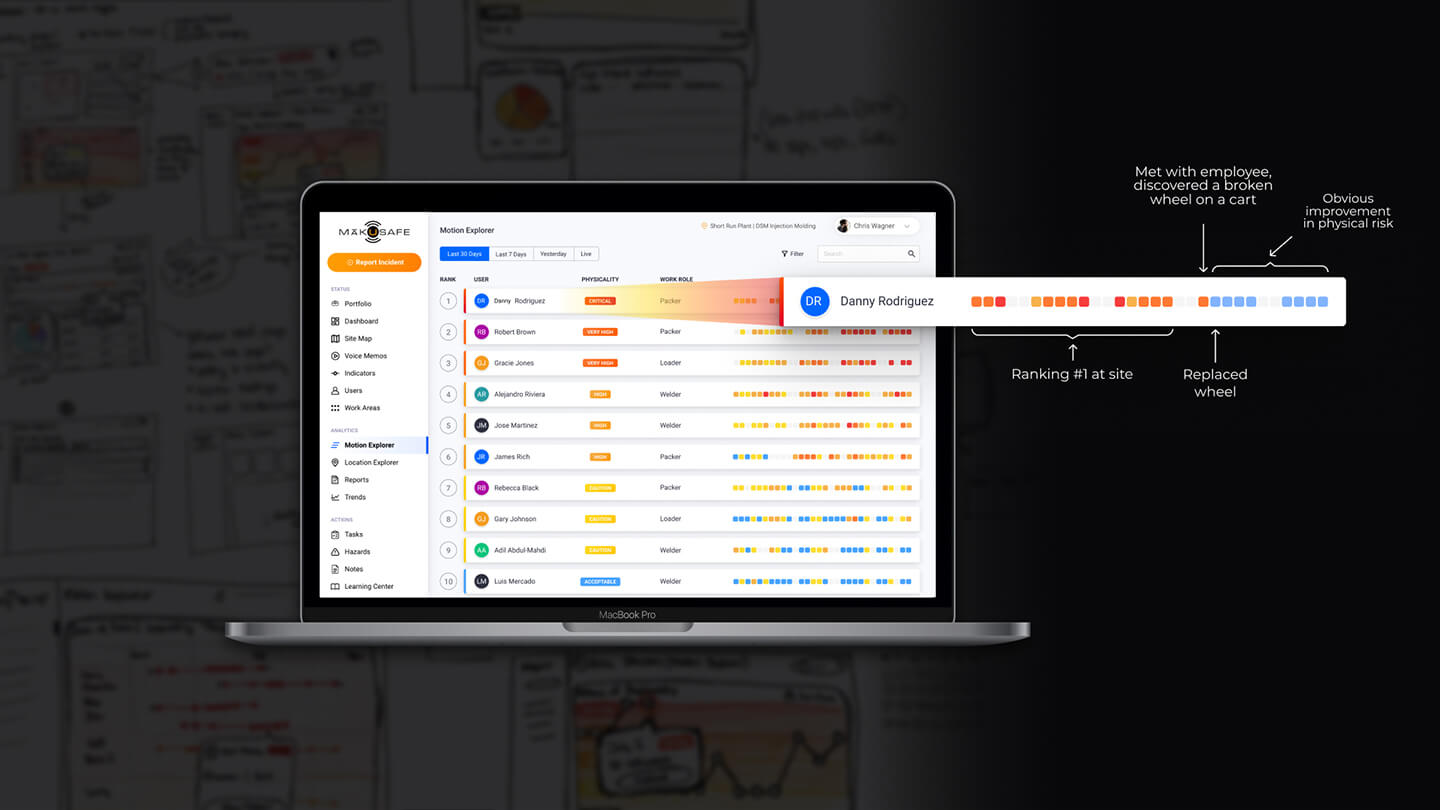 MĀKUSAFE
Report Incident
STATUS
Portfolio
Dashboard
Site Map
Voice Memos
Indicators
Users
Work Areas
ANALYTICS
Motion Explorer
Location Explorer
Reports
Trends
ACTIONS
Tasks
Hazards
Notes
Learning Center
Motion Explorer
Short Run Plant | DSM Injection Molding
Chris Wagner
Last 30 Days Last 7 Days Yesterday Live
Filter
Search
RANK USER PHYSICALITY WORK ROLE
1 DR Danny Rodriguez CRITICAL Packer
2 RB Robert Brown VERY HIGH Packer
3 GJ Gracie Jones VERY HIGH Loader
4 AR Alejandro Riviera HIGH Welder
5 JM Jose Martinez HIGH Welder
6 JR James Rich HIGH Packer
7 RB Rebecca Black CAUTION Packer
8 GJ Gary Johnson CAUTION Loader
9 AA Adil Abdul-Mahdi CAUTION Welder
10 LM Luis Mercado ACCEPTABLE Welder
MacBook Pro
Met with employee,
discovered a broken
wheel on a cart
Obvious
improvement
in physical risk
DR Danny Rodriguez
Ranking #1 at site
Replaced
wheel